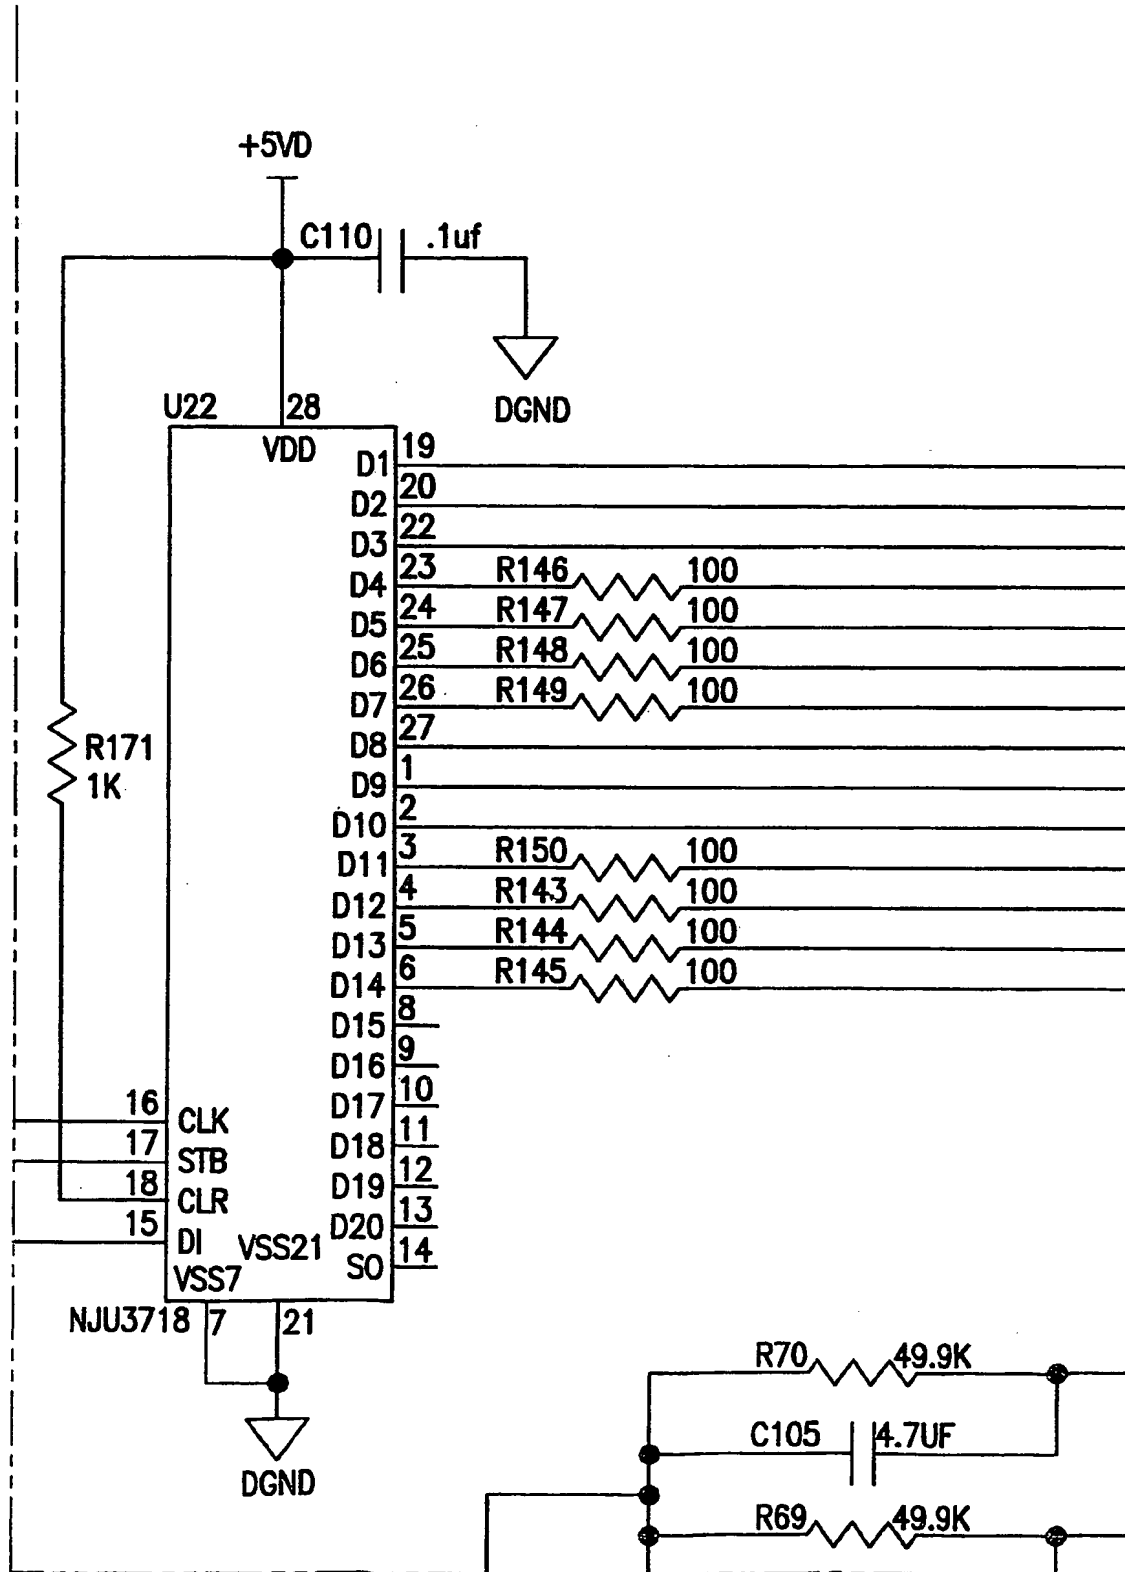 +5VD
C110 .1uf
DGND
U22 28
VDD
D1 19
D2 20
D3 22
D4 23 R146 100
D5 24 R147 100
D6 25 R148 100
D7 26 R149 100
D8 27
R171
1K
D9 1
D10 2
D11 3 R150 100
D12 4 R143 100
D13 5 R144 100
D14 6 R145 100
D15 8
D16 9
D17 10
16 CLK
D18 11
17 STB
D19 12
18 CLR
D20 13
15 DI
VSS21
SO 14
VSS7
NJU3718 7 21
DGND
R70 49.9K
C105 4.7UF
R69 49.9K